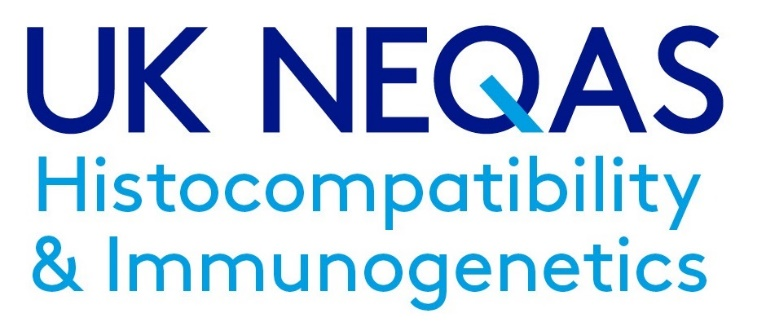 UK NEQAS
Histocompatibility
& Immunogenetics